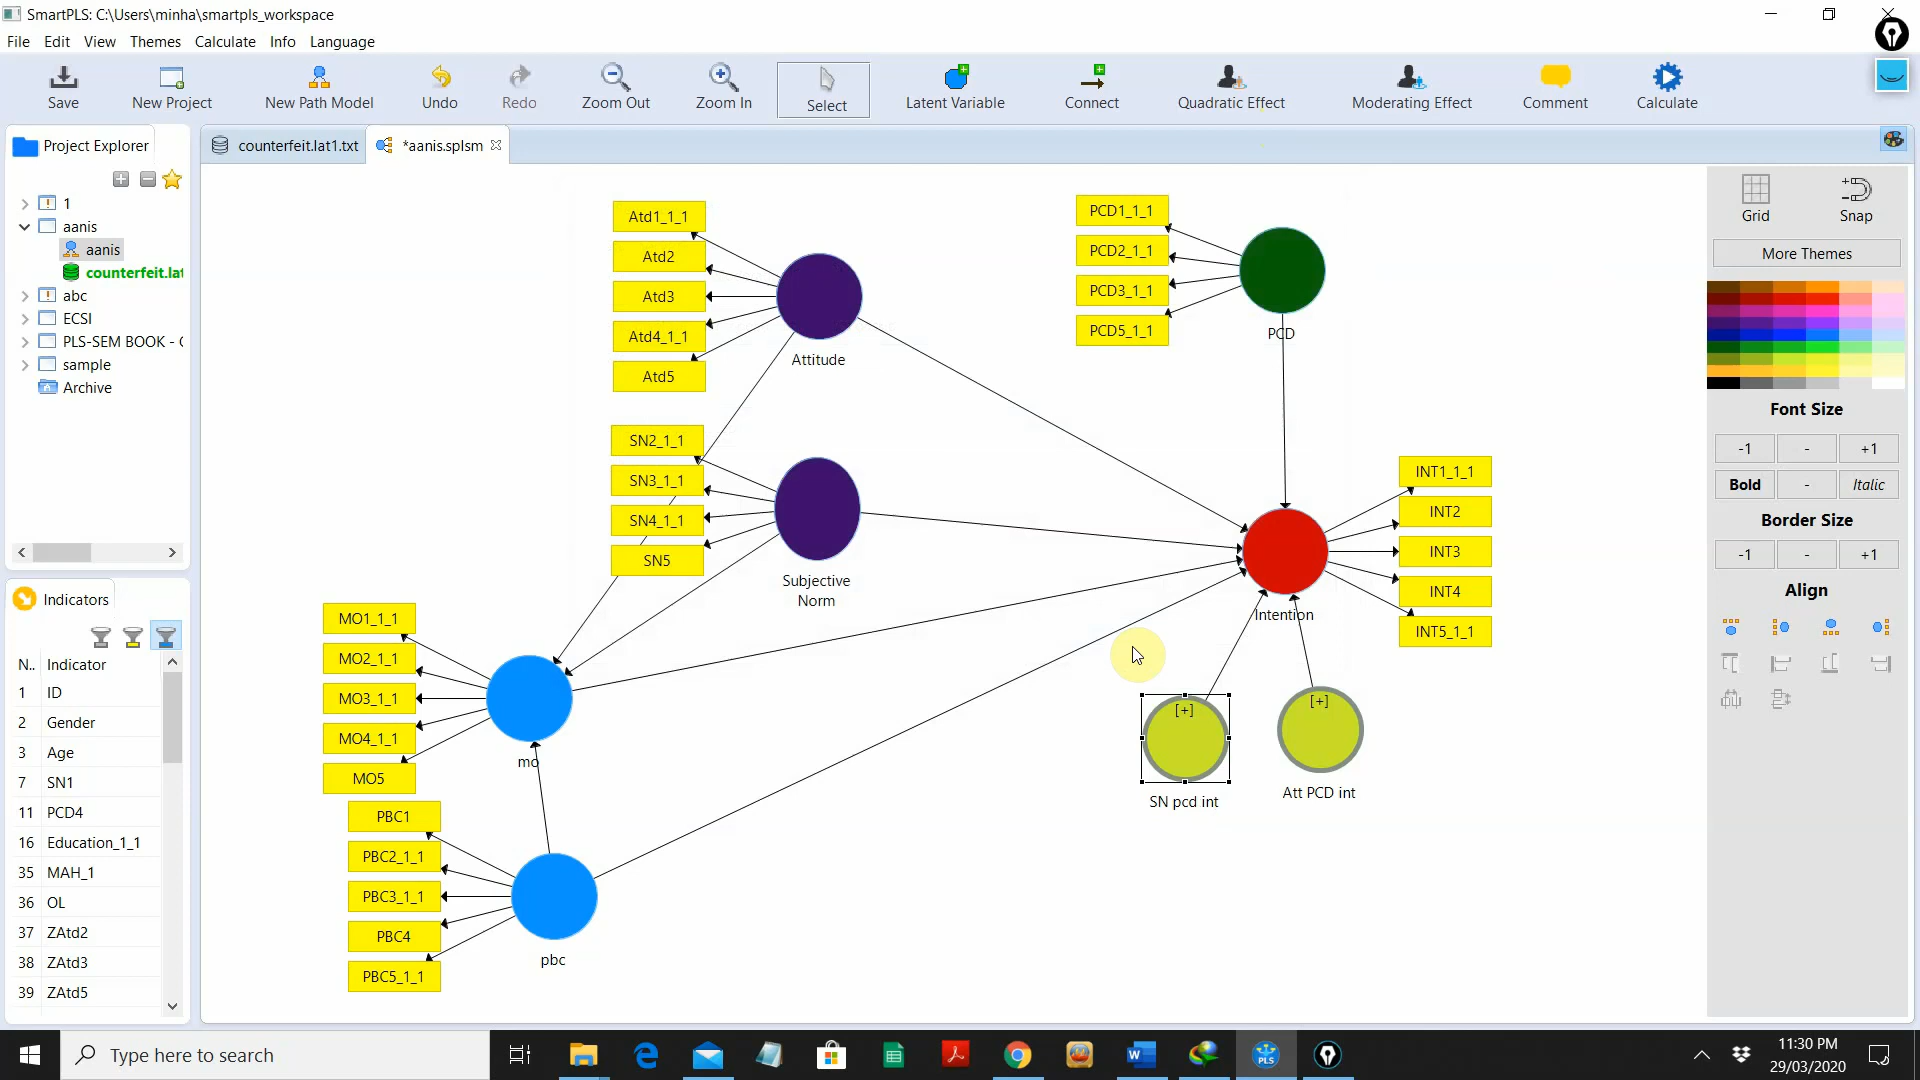 SmartPLS: C:\Users\minha\smartpls_workspace
File Edit View Themes Calculate Info Language
Save New Project New Path Model Undo Redo Zoom Out Zoom In Select Latent Variable Connect Quadratic Effect Moderating Effect Comment Calculate
Project Explorer
counterfeit.lat1.txt
*aanis.splsm
1
aanis
aanis
counterfeit.lat
abc
ECSI
PLS-SEM BOOK - C
sample
Archive
Indicators
N.. Indicator
1 ID
2 Gender
3 Age
7 SN1
11 PCD4
16 Education_1_1
35 MAH_1
36 OL
37 ZAtd2
38 ZAtd3
39 ZAtd5
Atd1_1_1
Atd2
Atd3
Atd4_1_1
Atd5
Attitude
PCD1_1_1
PCD2_1_1
PCD3_1_1
PCD5_1_1
PCD
SN2_1_1
SN3_1_1
SN4_1_1
SN5
Subjective
Norm
INT1_1_1
INT2
INT3
INT4
INT5_1_1
Intention
MO1_1_1
MO2_1_1
MO3_1_1
MO4_1_1
MO5
mo
[+]
SN pcd int
[+]
Att PCD int
PBC1
PBC2_1_1
PBC3_1_1
PBC4
PBC5_1_1
pbc
Grid Snap
More Themes
Font Size
-1 - +1
Bold - Italic
Border Size
-1 - +1
Align
Type here to search
PLS
11:30 PM
29/03/2020